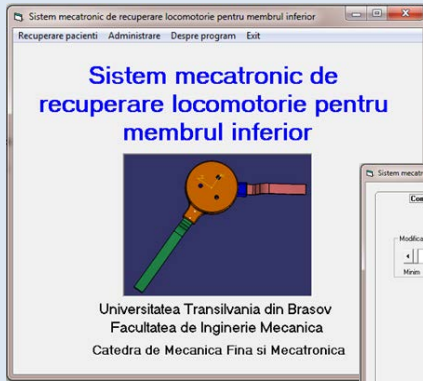 Sistem mecatronic de recuperare locomotorie pentru membrul inferior
Recuperare pacienti Administrare Despre program Exit
Sistem mecatronic de
recuperare locomotorie pentru
membrul inferior
Universitatea Transilvania din Brasov
Facultatea de Inginerie Mecanica
Catedra de Mecanica Fina si Mecatronica
Sistem mecatr
Com
Modifica
Minim